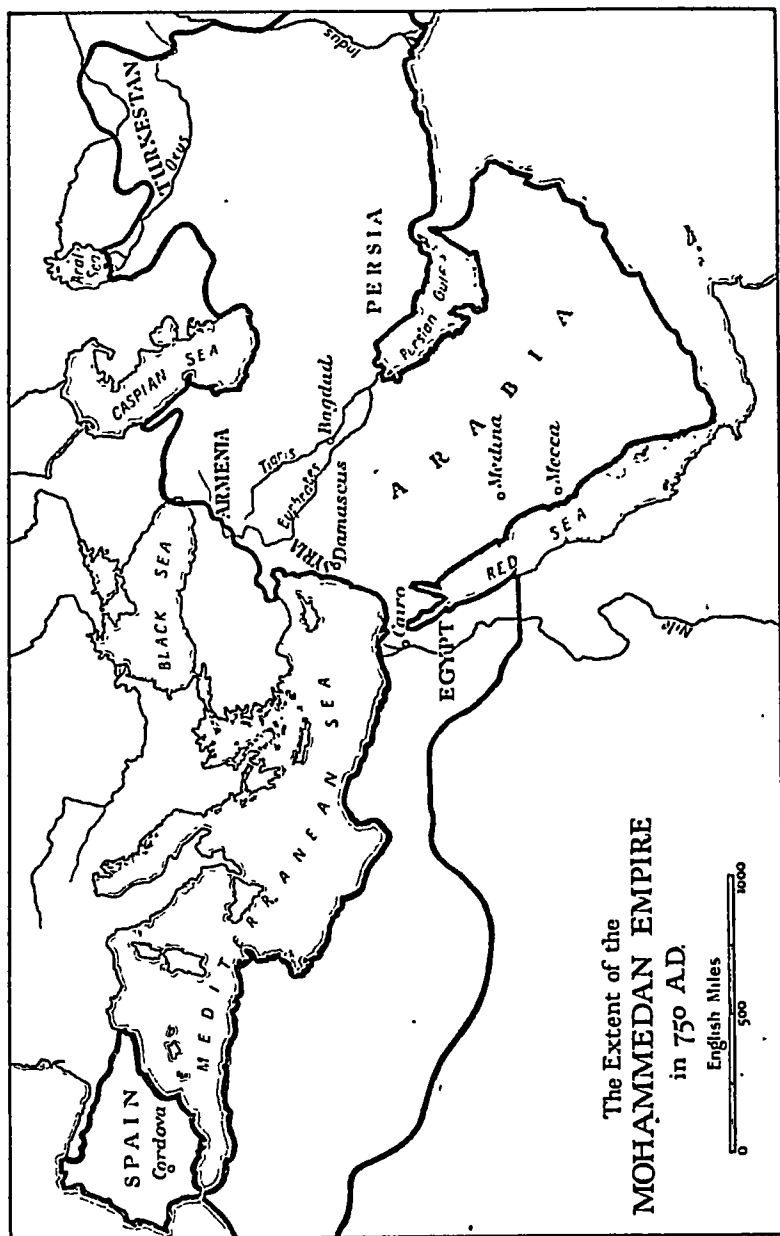 TURKESTAN
Oxus
Indus
Aral
Sea
CASPIAN SEA
ARMENIA
BLACK SEA
PERSIA
Tigris
Bagdad
Euphrates
SYRIA
Damascus
Persian Gulf
ARABIA
Medina
Mecca
RED SEA
Cairo
EGYPT
Nile
MEDITERRANEAN SEA
SPAIN
Cordova
The Extent of the
MOHAMMEDAN EMPIRE
in 750 A.D.
English Miles
0 500 1000